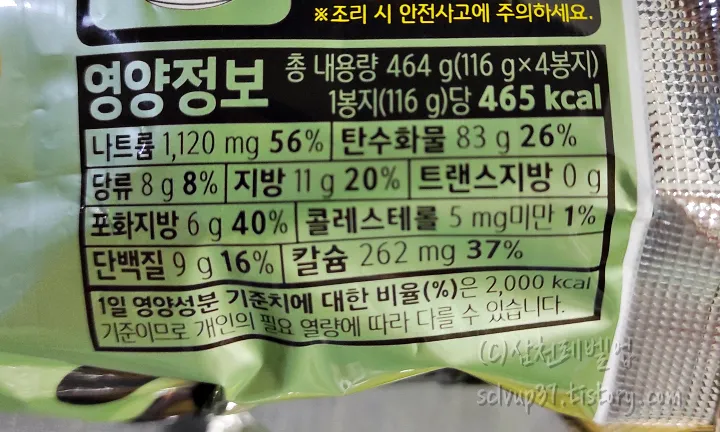 ※조리 시 안전사고에 주의하세요.
영양정보 총 내용량 464 g(116 g×4봉지)
1봉지(116 g)당 465 kcal
나트륨 1,120 mg 56% 탄수화물 83 g 26%
당류 8 g 8% 지방 11 g 20% 트랜스지방 0 g
포화지방 6 g 40% 콜레스테롤 5 mg미만 1%
단백질 9 g 16% 칼슘 262 mg 37%
1일 영양성분 기준치에 대한 비율(%)은 2,000 kcal
기준이므로 개인의 필요 열량에 따라 다를 수 있습니다.
(C)삽천레벨업
sclvup37.tistory.com